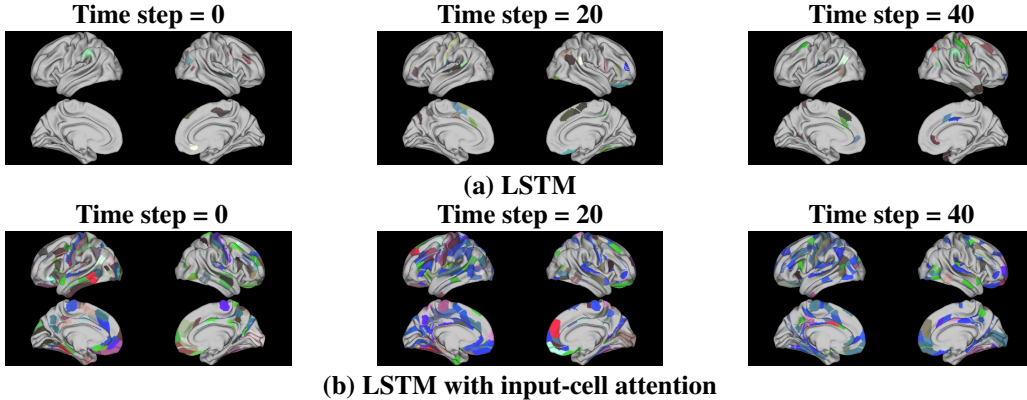 Time step = 0 Time step = 20 Time step = 40
(a) LSTM
Time step = 0 Time step = 20 Time step = 40
(b) LSTM with input-cell attention